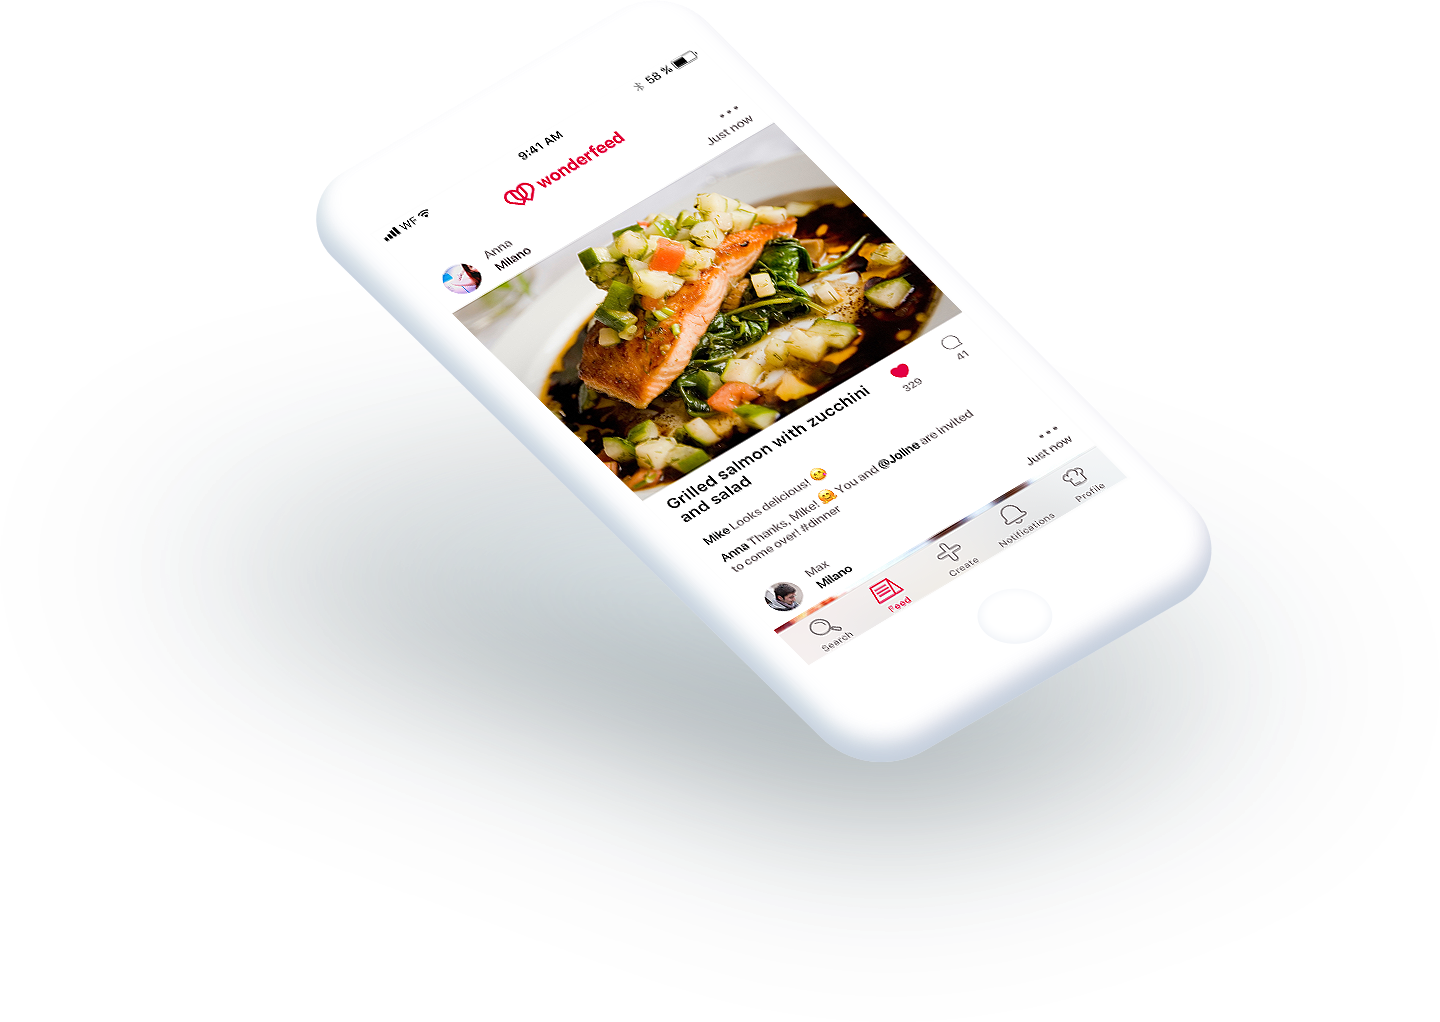 WF
9:41 AM
58 %
wonderfeed
Anna
Milano
Just now
Grilled salmon with zucchini
and salad
329
41
Mike Looks delicious! 😋
Anna Thanks, Mike! 🤗 You and @Joline are invited
to come over! #dinner
Max
Milano
Just now
Search
Feed
Create
Notifications
Profile